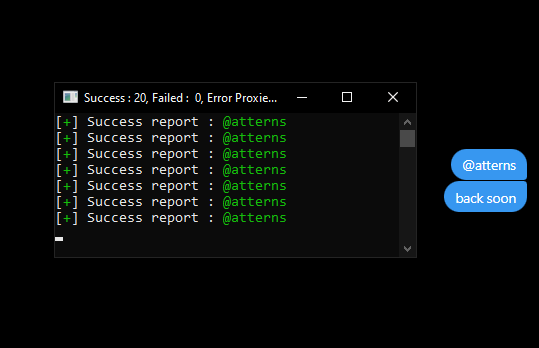 Success : 20, Failed :  0, Error Proxie...
[+] Success report : @atterns
[+] Success report : @atterns
[+] Success report : @atterns
[+] Success report : @atterns
[+] Success report : @atterns
[+] Success report : @atterns
[+] Success report : @atterns
@atterns
back soon